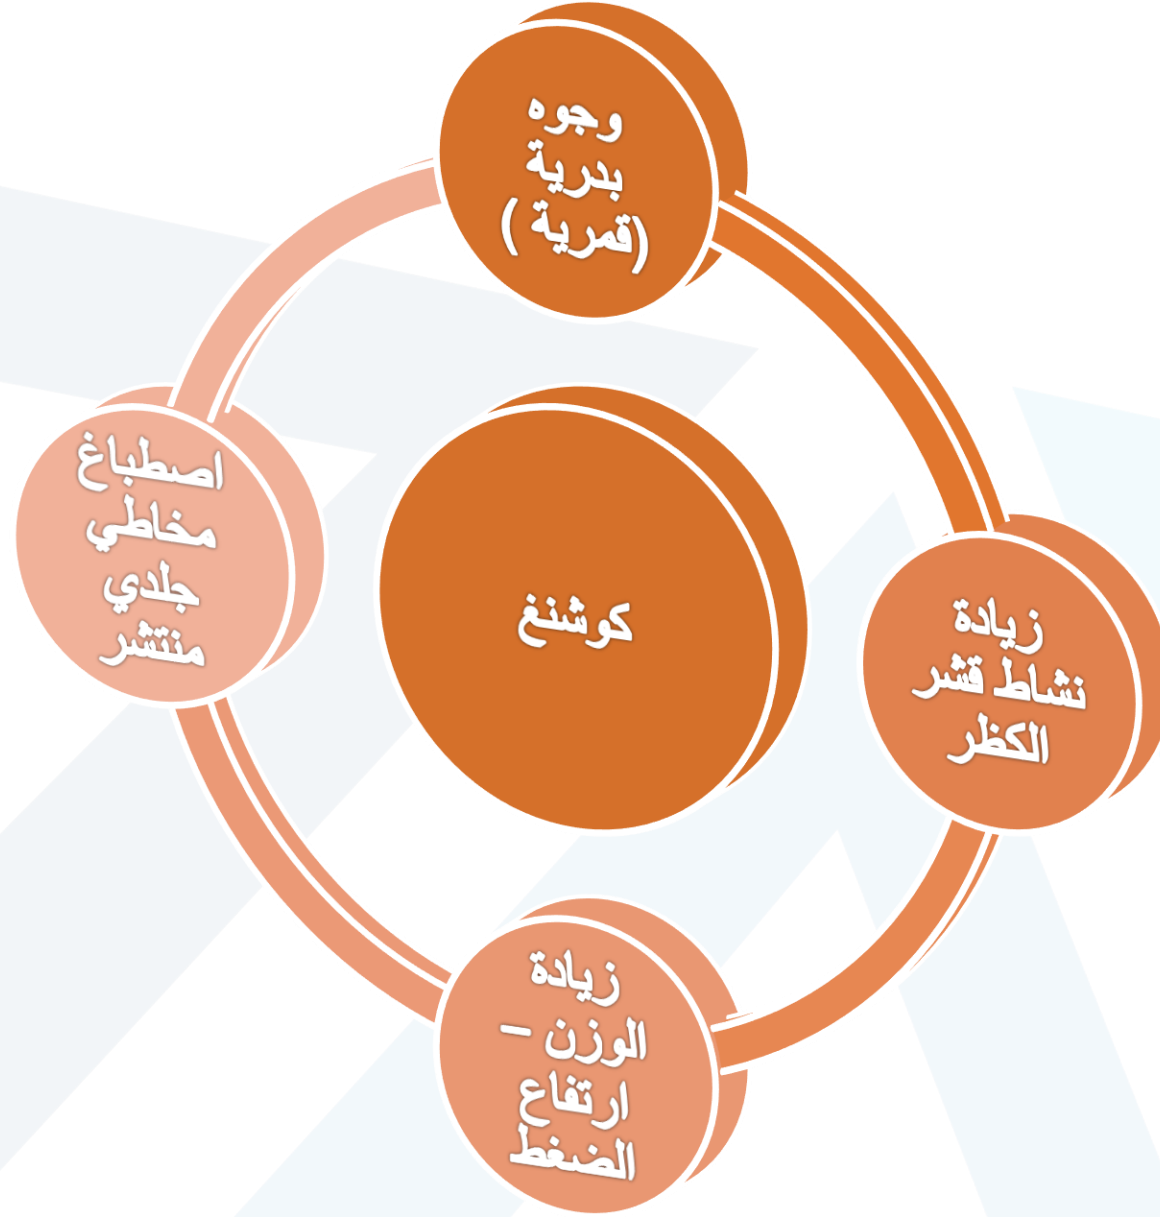 وجوه
بدرية
(قمرية )
زيادة
نشاط قشر
الكظر
زيادة
الوزن –
ارتفاع
الضغط
اصطباغ
مخاطي
جلدي
منتشر
كوشنغ